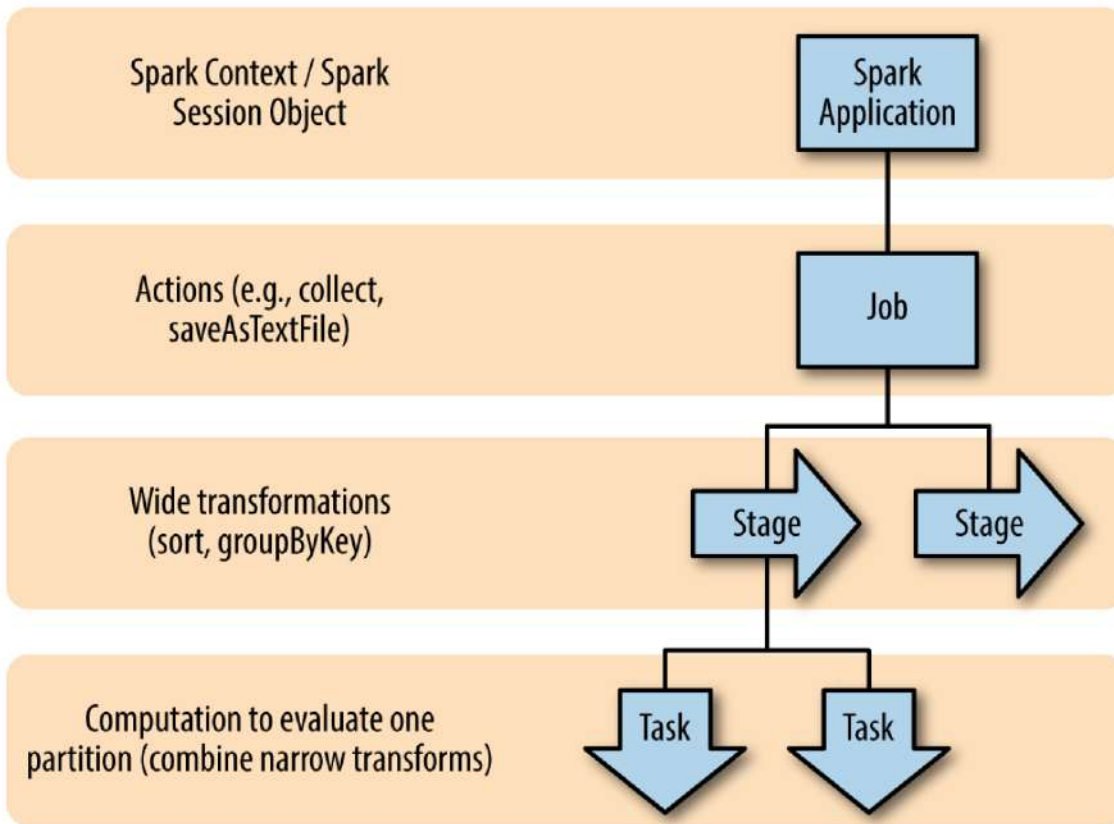 Spark Context / Spark
Session Object
Spark
Application
Actions (e.g., collect,
saveAsTextFile)
Job
Wide transformations
(sort, groupByKey)
Stage
Stage
Computation to evaluate one
partition (combine narrow transforms)
Task
Task